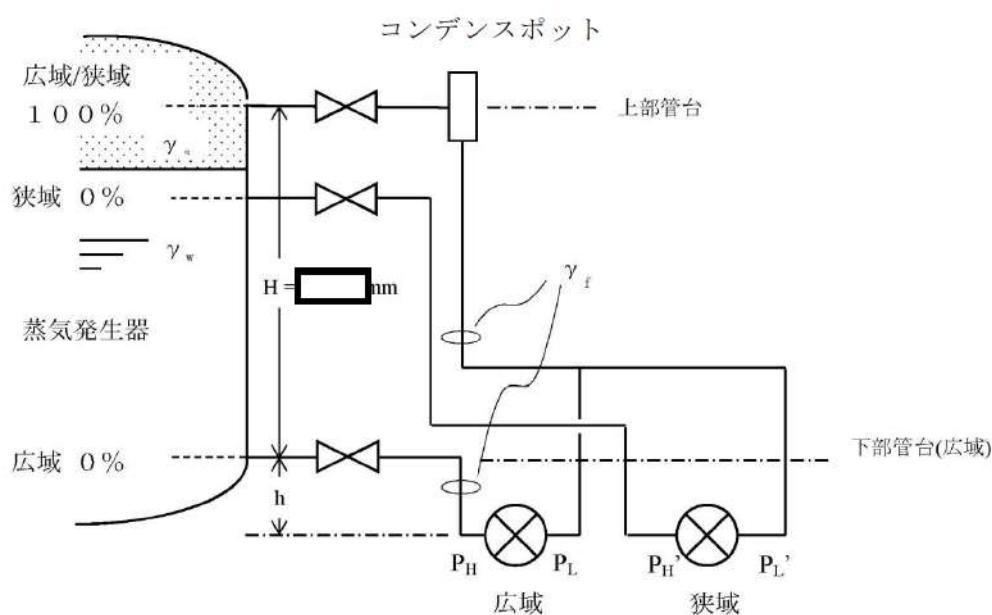 コンデンスポット
広域/狭域
１００%
上部管台
γ
狭域 ０%
γw
γf
H = mm
蒸気発生器
広域 ０%
下部管台(広域)
h
PH
PL
PH'
PL'
広域
狭域